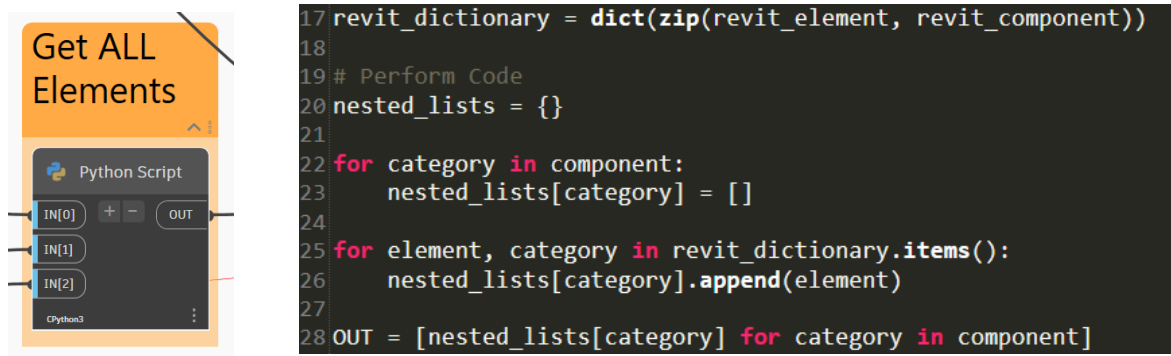 Get ALL
Elements
Python Script
IN[0]
+
-
OUT
IN[1]
IN[2]
CPython3
17 revit_dictionary = dict(zip(revit_element, revit_component))
18
19 # Perform Code
20 nested_lists = {}
21
22 for category in component:
23     nested_lists[category] = []
24
25 for element, category in revit_dictionary.items():
26     nested_lists[category].append(element)
27
28 OUT = [nested_lists[category] for category in component]